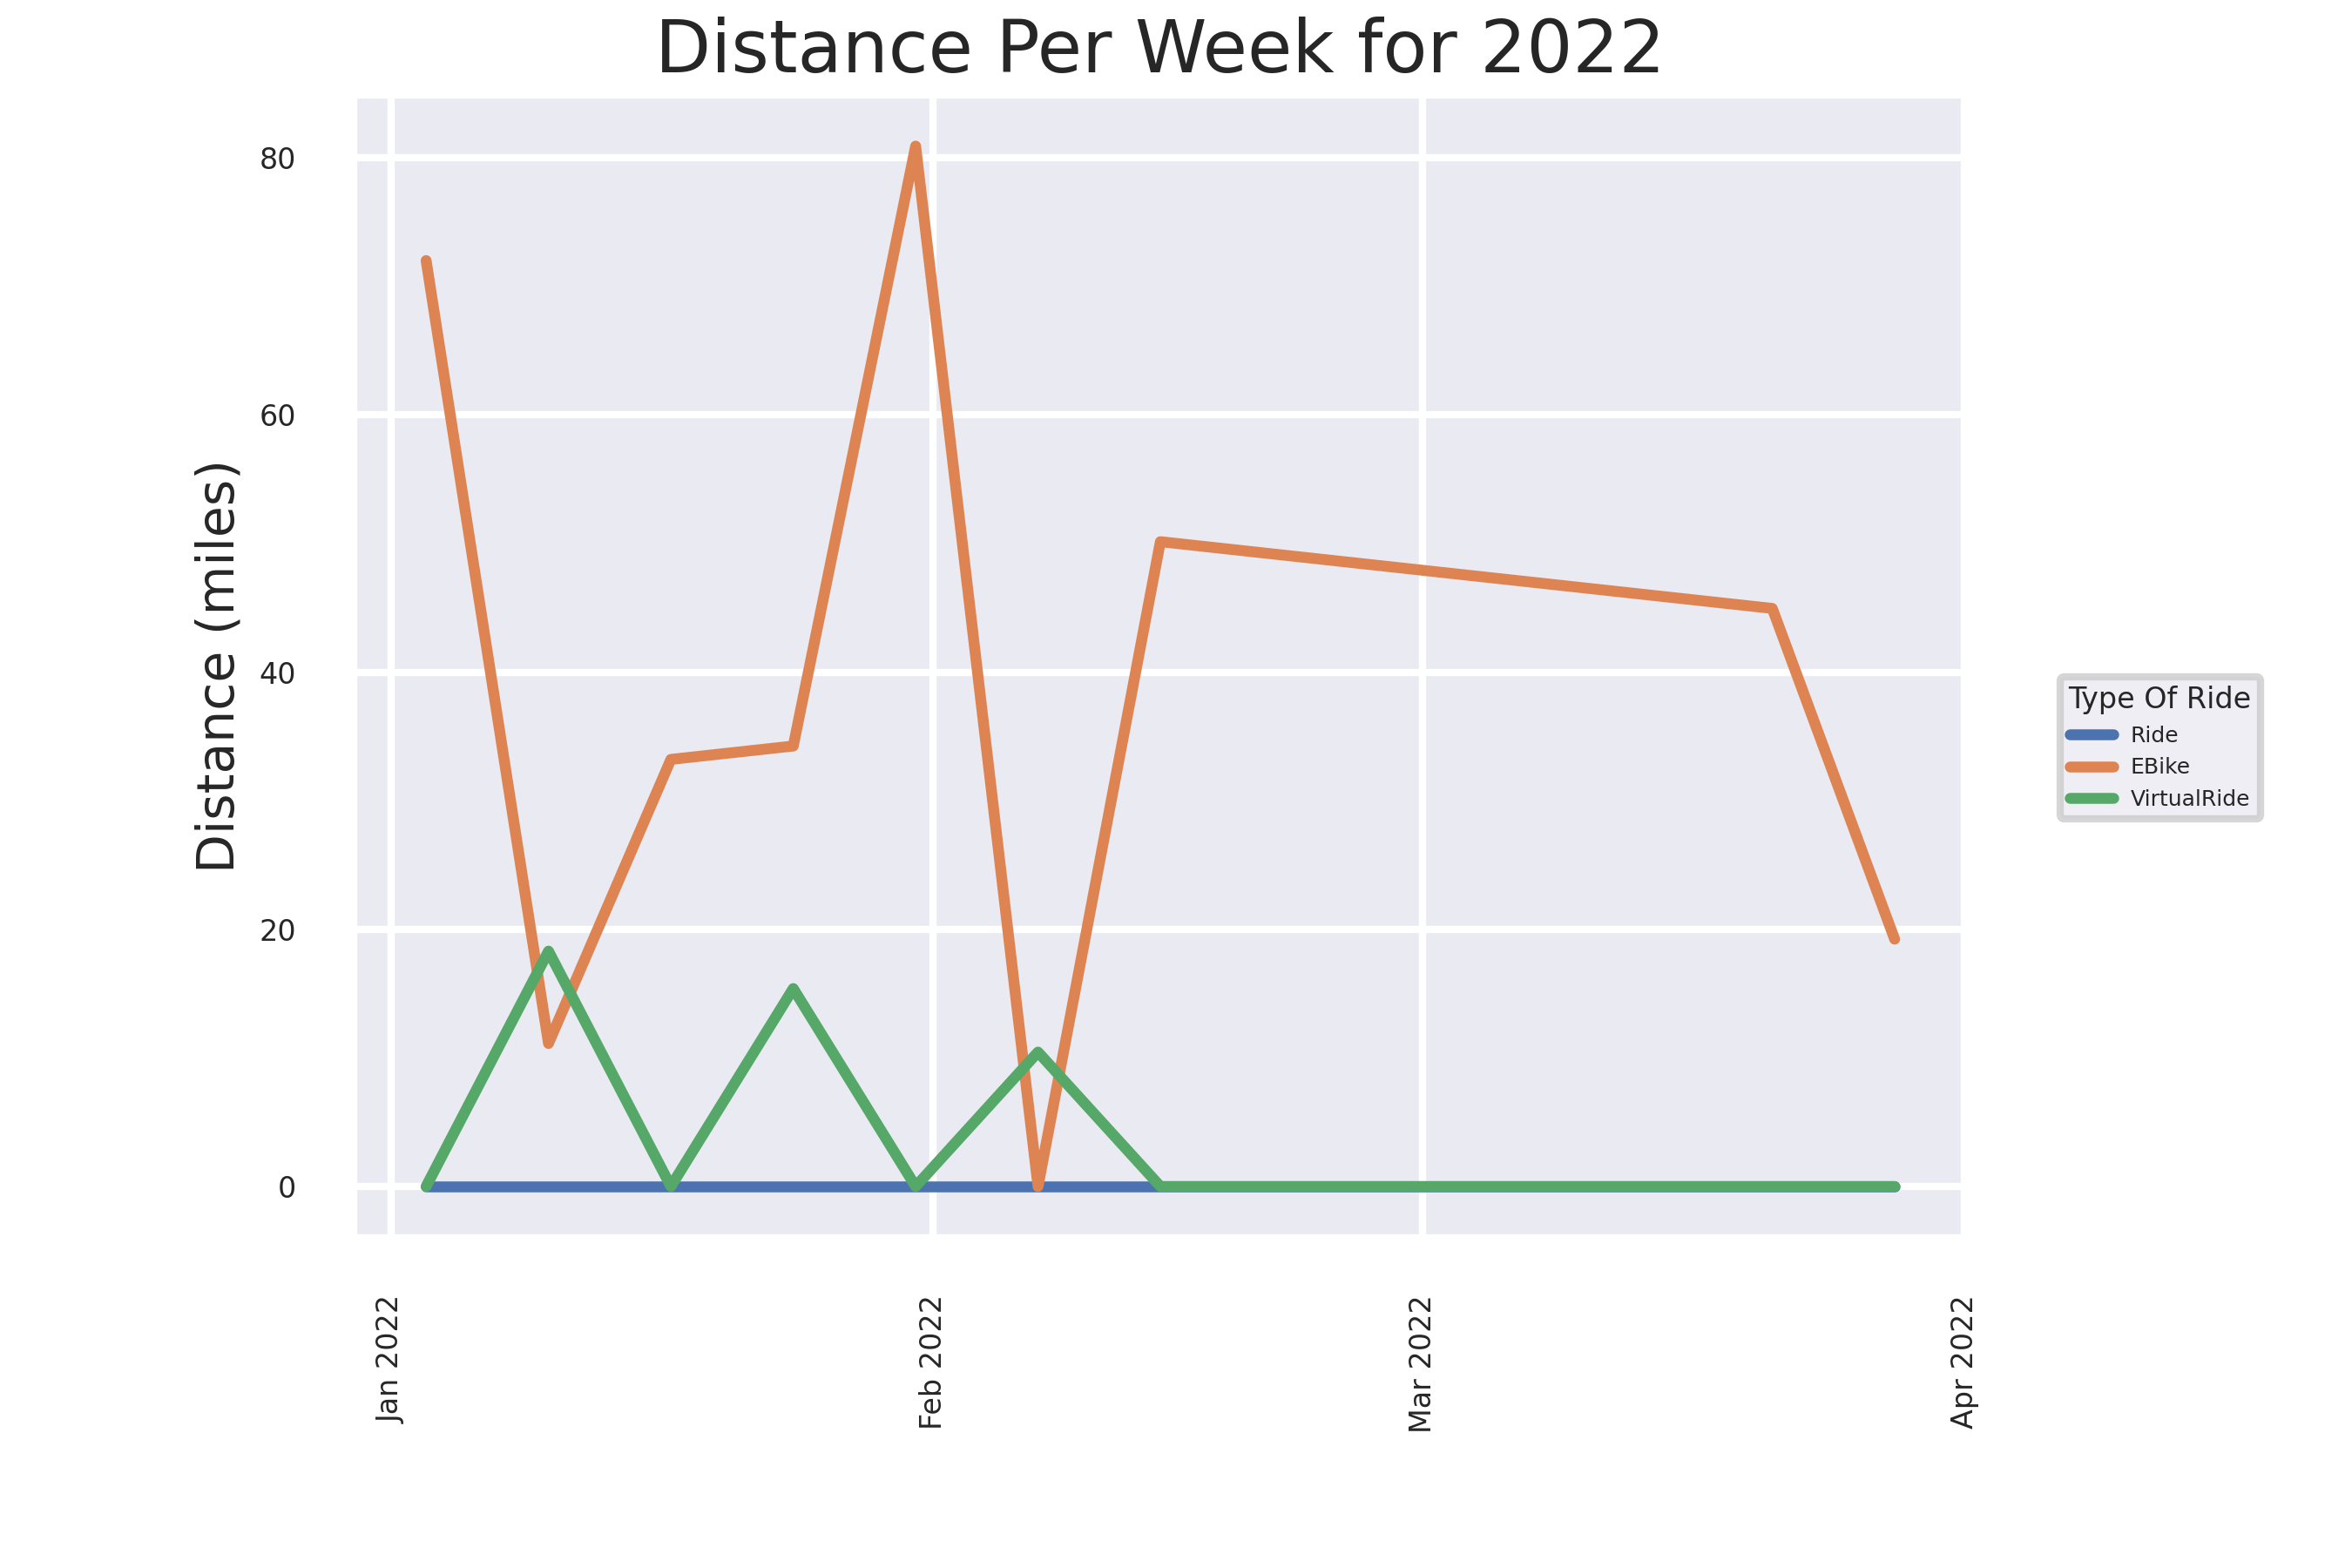 Distance Per Week for 2022
Distance (miles)
80
60
40
20
0
Jan 2022
Feb 2022
Mar 2022
Apr 2022
Type Of Ride
Ride
EBike
VirtualRide